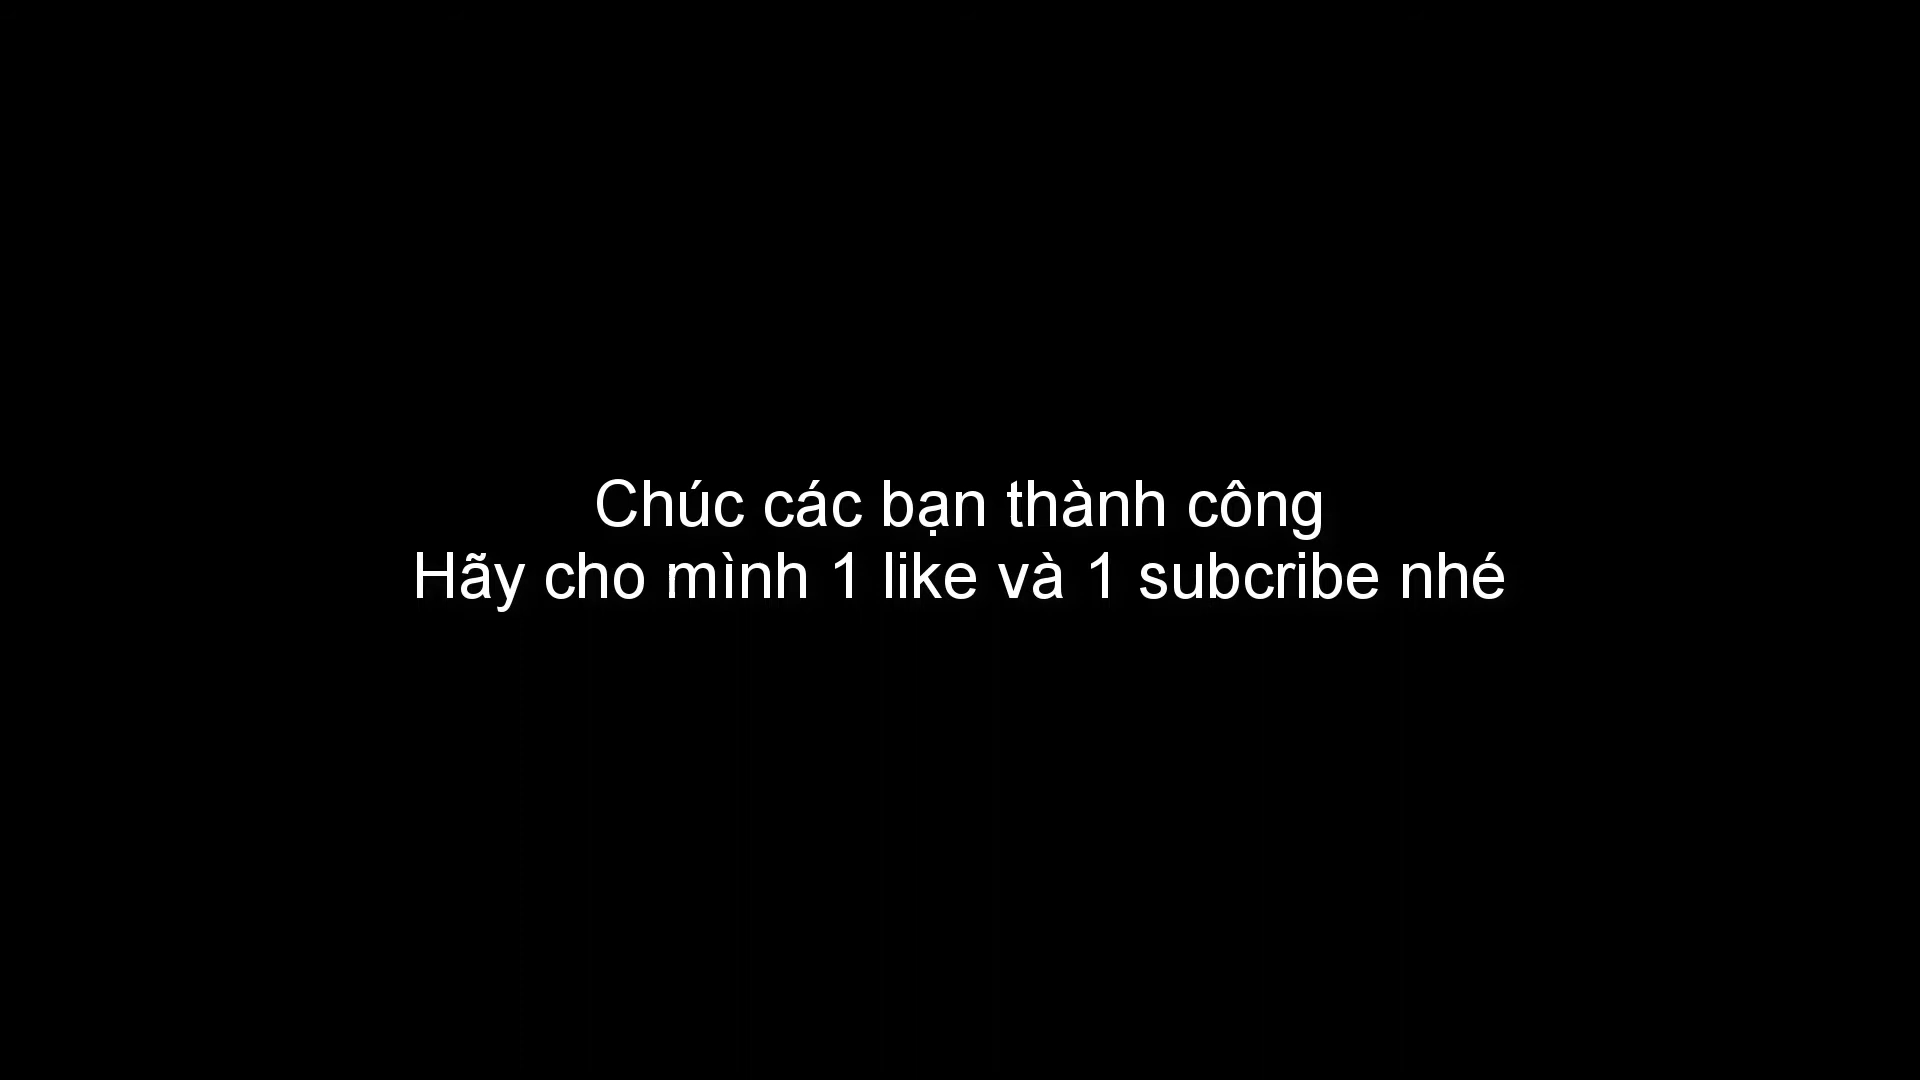 Chúc các bạn thành công
Hãy cho mình 1 like và 1 subcribe nhé